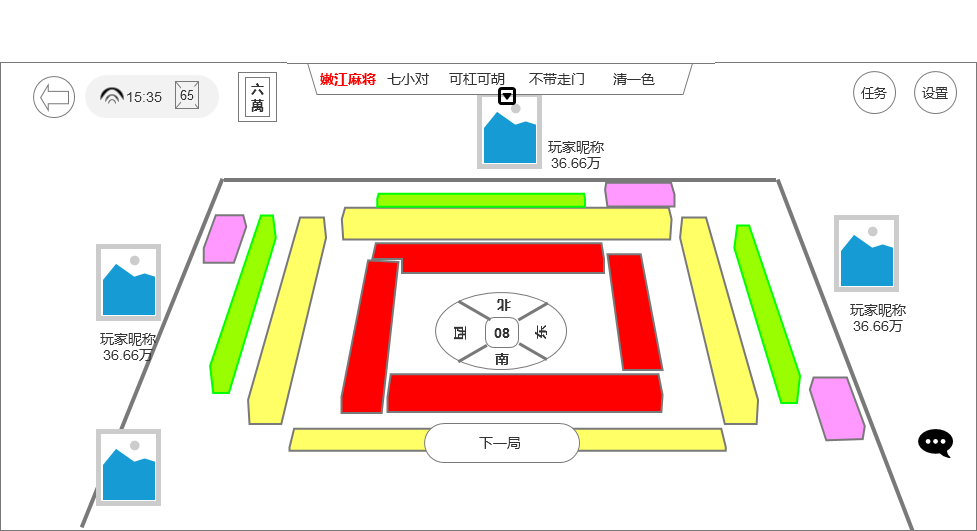 嫩江麻将 七小对 可杠可胡 不带走门 清一色
15:35 65
六萬
任务 设置
玩家昵称
36.66万
玩家昵称
36.66万
玩家昵称
36.66万
北
西 08 东
南
下一局